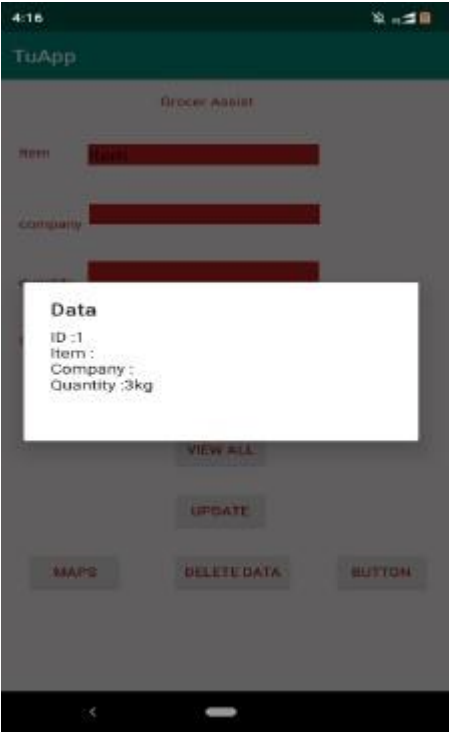 4:16
TuApp
Grocer Assist
Item
Item
company
Data
ID :1
Item :
Company :
Quantity :3kg
VIEW ALL
UPDATE
MAPS
DELETE DATA
BUTTON